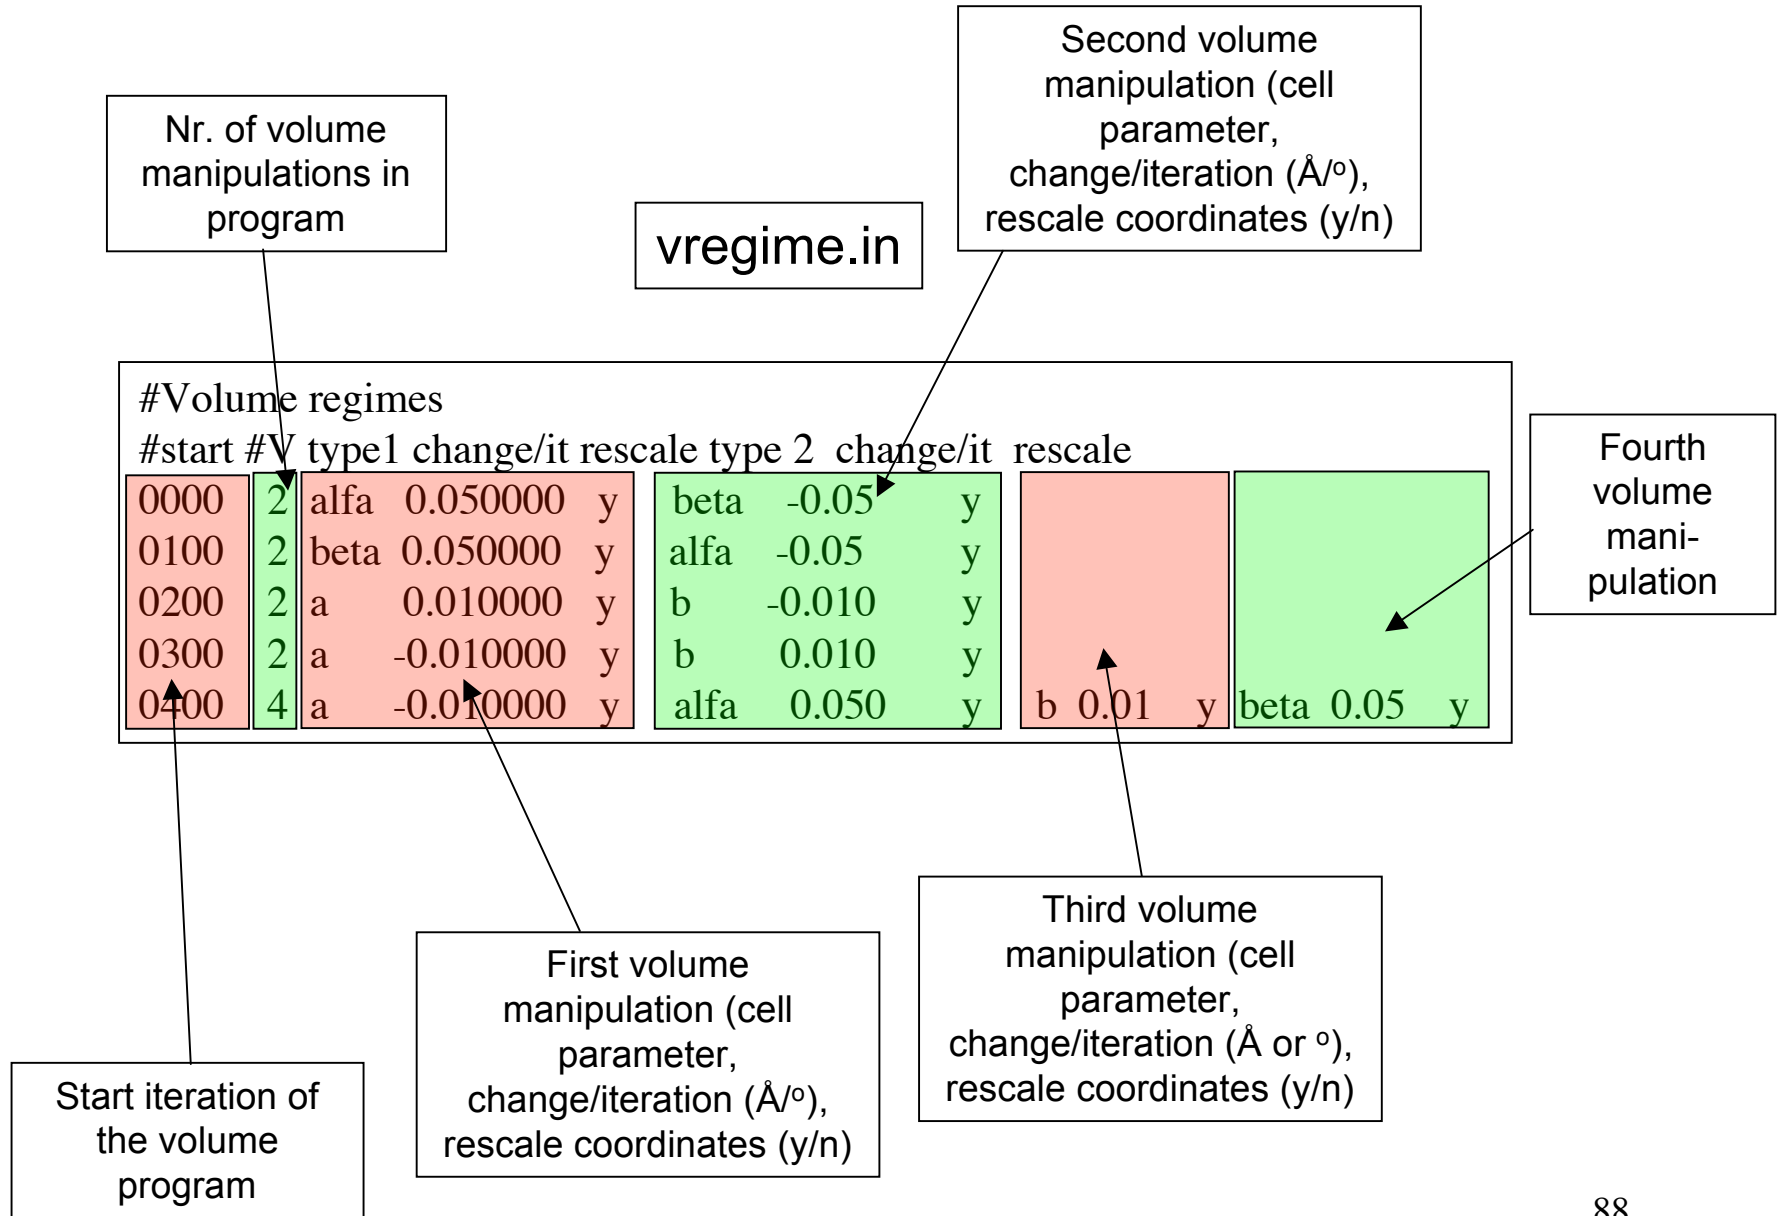 Second volume
manipulation (cell
parameter,
change/iteration (Å/º),
rescale coordinates (y/n)
Nr. of volume
manipulations in
program
vregime.in
#Volume regimes
#start #V type1 change/it rescale type 2 change/it rescale
0000 2 alfa 0.050000 y beta -0.05 y
0100 2 beta 0.050000 y alfa -0.05 y
0200 2 a 0.010000 y b -0.010 y
0300 2 a -0.010000 y b 0.010 y
0400 4 a -0.010000 y alfa 0.050 y b 0.01 y beta 0.05 y
Fourth
volume
mani-
pulation
First volume
manipulation (cell
parameter,
change/iteration (Å/º),
rescale coordinates (y/n)
Third volume
manipulation (cell
parameter,
change/iteration (Å or º),
rescale coordinates (y/n)
Start iteration of
the volume
program
88